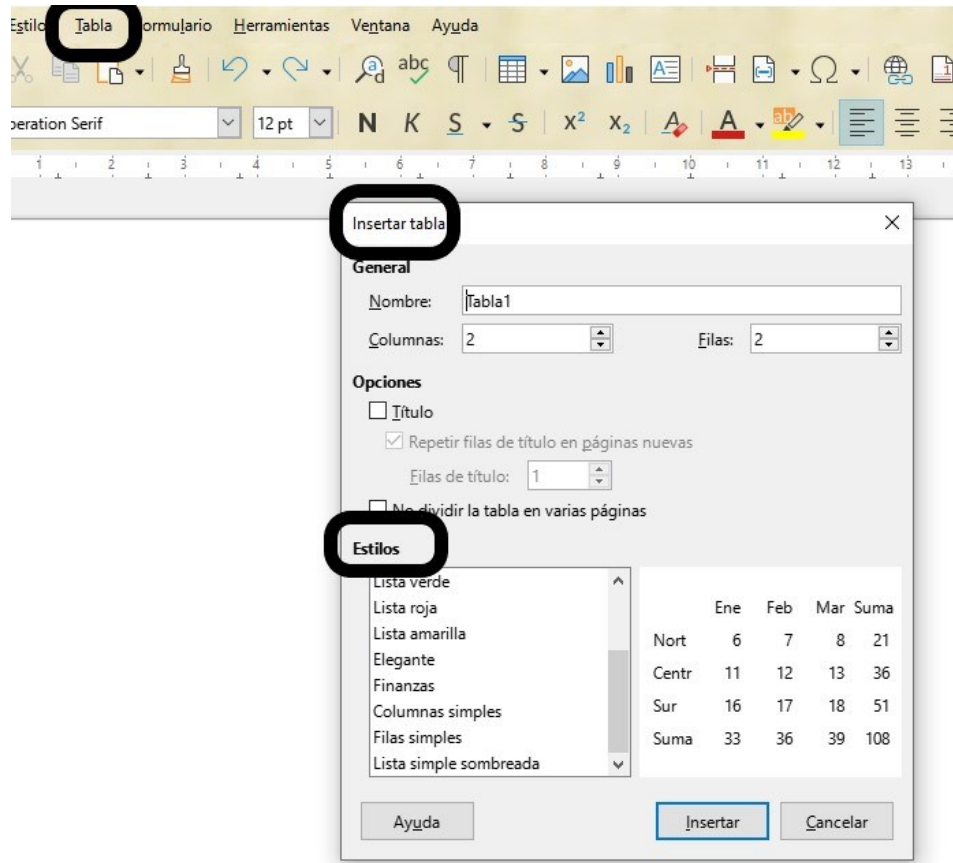 Estilo Tabla ormulario Herramientas Ventana Ayuda
peration Serif 12 pt N K S S X² X₂ A A
1 2 3 4 5 6 7 8 9 10 11 12 13
Insertar tabla
General
Nombre: Tabla1
Columnas: 2 Filas: 2
Opciones
Título
Repetir filas de título en páginas nuevas
Filas de título: 1
No dividir la tabla en varias páginas
Estilos
Lista verde
Lista roja
Lista amarilla
Elegante
Finanzas
Columnas simples
Filas simples
Lista simple sombreada
Ene Feb Mar Suma
Nort 6 7 8 21
Centr 11 12 13 36
Sur 16 17 18 51
Suma 33 36 39 108
Ayuda Insertar Cancelar